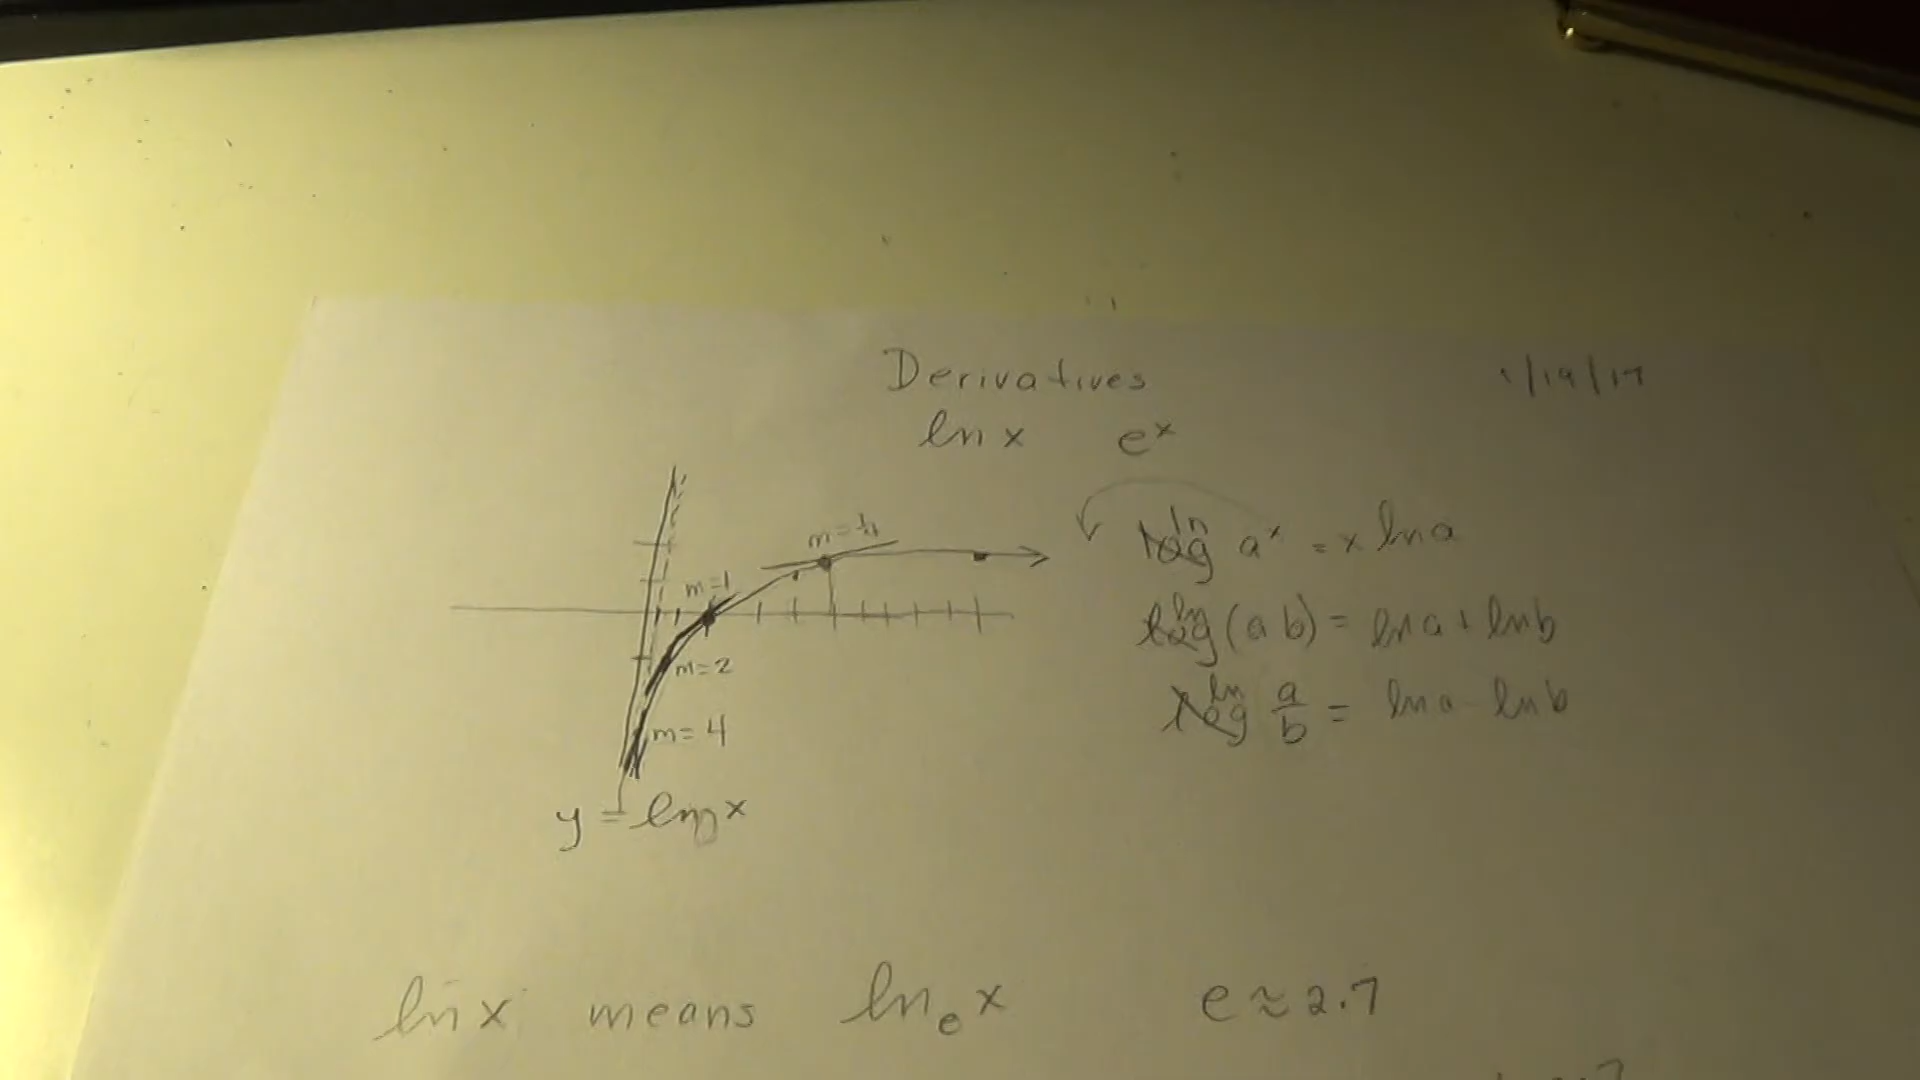 Derivatives
1/19/17
ln x e^x
m=1/4
m=1
m=2
m=4
y = ln x
ln a^x = x ln a
ln (a b) = ln a + ln b
ln a/b = ln a - ln b
ln x means ln_e x e ≈ 2.7